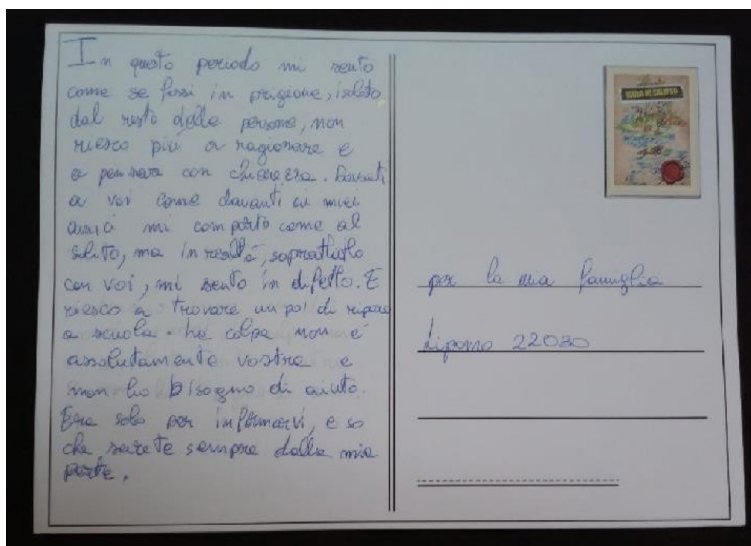 In questo periodo mi sento
come se fossi in prigione, isolato
dal resto delle persone, non
riesco più a ragionare e
a pensare con chiarezza. Davanti
a voi come davanti ai miei
amici mi comporto come al
solito, ma in realtà, soprattutto
con voi, mi sento in difetto. E
riesco a trovare un po' di riparo
a scuola. La colpa non è
assolutamente vostra e
non ho bisogno di aiuto.
Era solo per informarvi, e so
che sarete sempre dalla mia
parte.
ISOLA DI CALIPSO
per la mia famiglia
Lipomo 22030